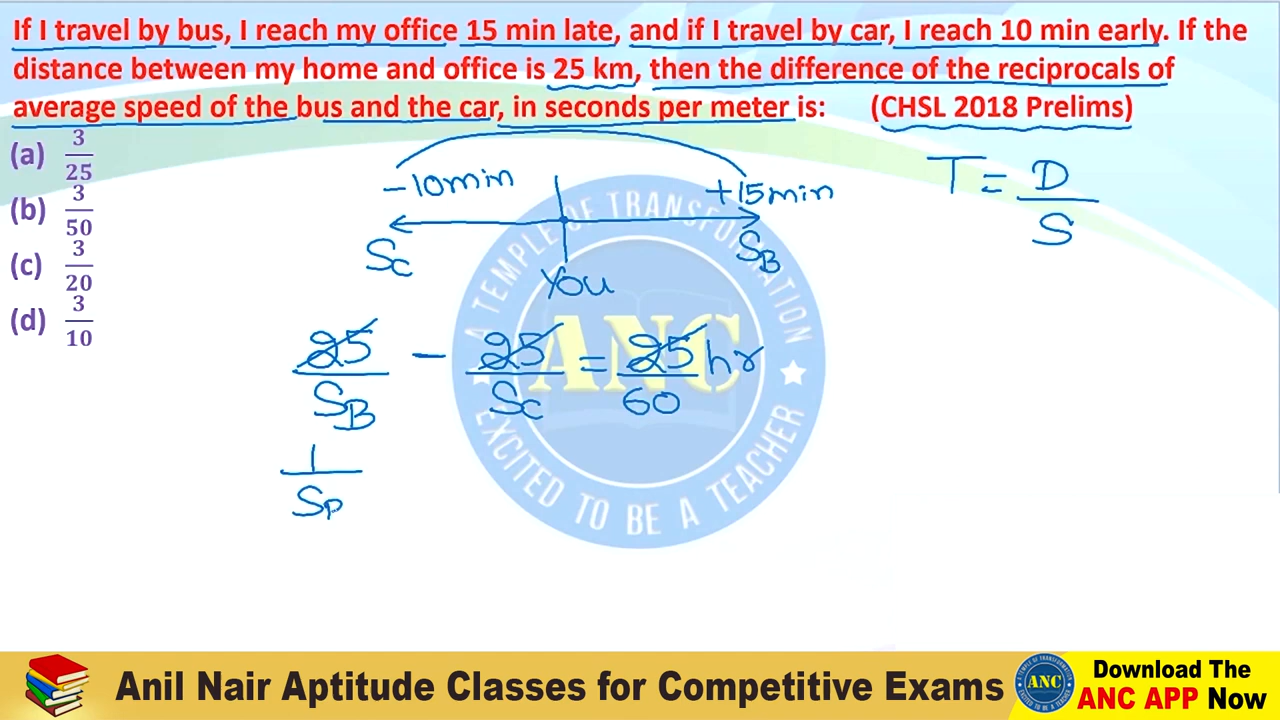 If I travel by bus, I reach my office 15 min late, and if I travel by car, I reach 10 min early. If the
distance between my home and office is 25 km, then the difference of the reciprocals of
average speed of the bus and the car, in seconds per meter is: (CHSL 2018 Prelims)
(a) 3/25
(b) 3/50
(c) 3/20
(d) 3/10
-10min +15min
Sc SB
You
T = D/S
25/SB - 25/Sc = 25/60 hr
1/SB
A TEMPLE OF TRANSFORMATION
ANC
EXCITED TO BE A TEACHER
Anil Nair Aptitude Classes for Competitive Exams
ANC
Download The
ANC APP Now